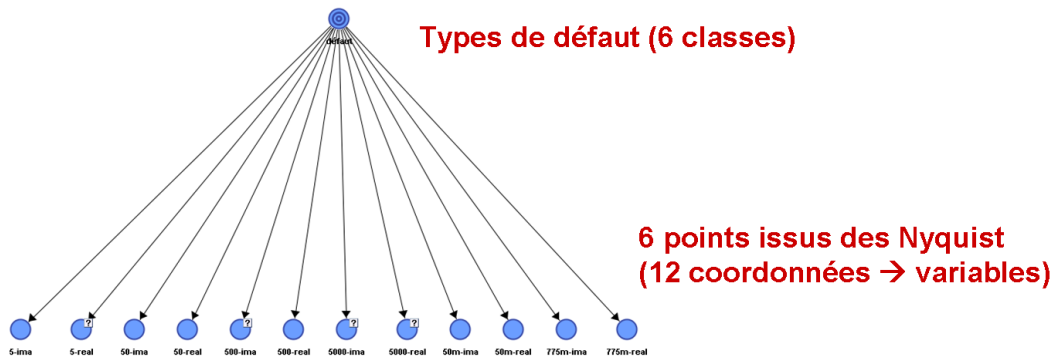 défaut
Types de défaut (6 classes)
6 points issus des Nyquist
(12 coordonnées → variables)
? ? ? ?
5-ima 5-real 50-ima 50-real 500-ima 500-real 5000-ima 5000-real 50m-ima 50m-real 775m-ima 775m-real